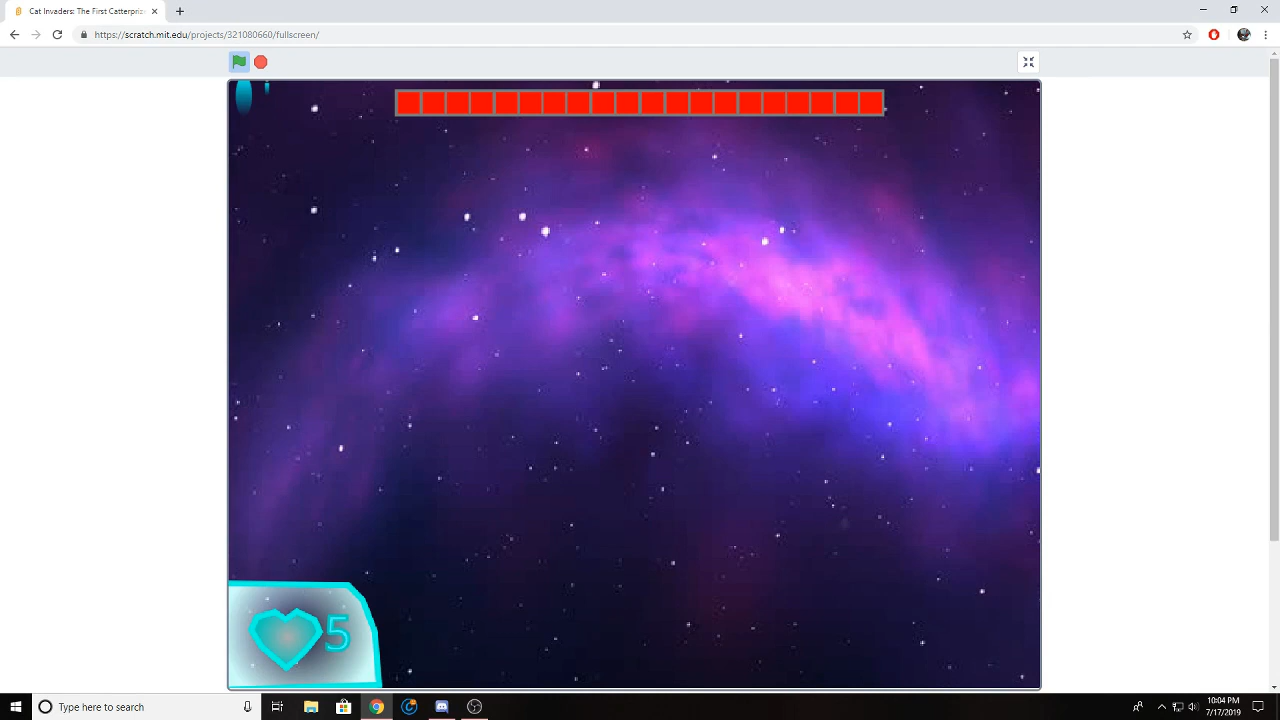 Cat Invaders: The First Catterpriz
https://scratch.mit.edu/projects/321080660/fullscreen/
5
Type here to search
10:04 PM
7/17/2019